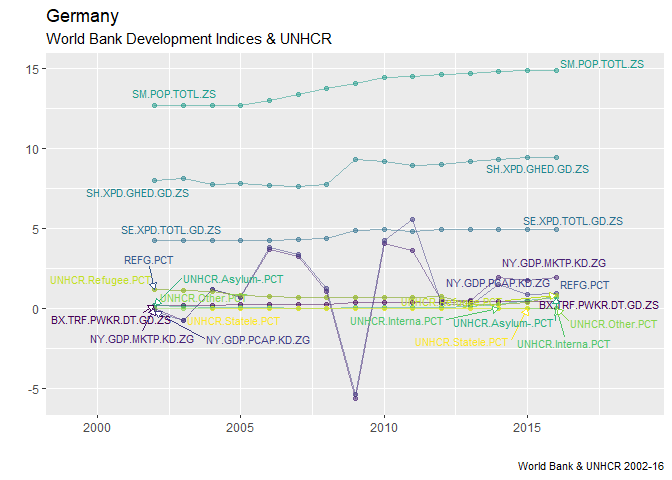 Germany
World Bank Development Indices & UNHCR
15
SM.POP.TOTL.ZS
SM.POP.TOTL.ZS
10
SH.XPD.GHED.GD.ZS
SH.XPD.GHED.GD.ZS
5
SE.XPD.TOTL.GD.ZS
SE.XPD.TOTL.GD.ZS
REFG.PCT
NY.GDP.MKTP.KD.ZG
UNHCR.Refugee.PCT
UNHCR.Asylum-.PCT
NY.GDP.PCAP.KD.ZG
REFG.PCT
UNHCR.Other.PCT
0
BX.TRF.PWKR.DT.GD.ZS
BX.TRF.PWKR.DT.GD.ZS
UNHCR.Statele.PCT
UNHCR.Interna.PCT
UNHCR.Asylum-.PCT
UNHCR.Other.PCT
NY.GDP.MKTP.KD.ZG
NY.GDP.PCAP.KD.ZG
UNHCR.Statele.PCT
UNHCR.Interna.PCT
-5
2000
2005
2010
2015
World Bank & UNHCR 2002-16